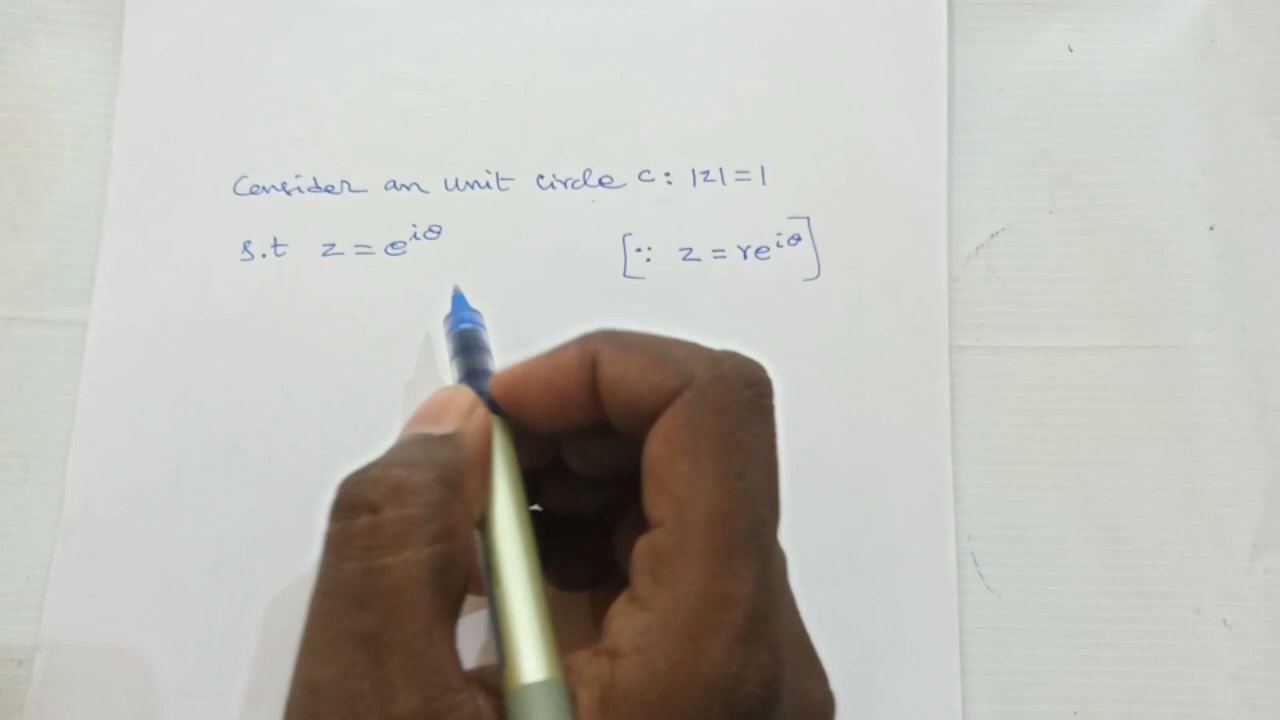 Consider an unit circle C: |z|=1
s.t z = e^{iθ} [∵ z = re^{iθ}]